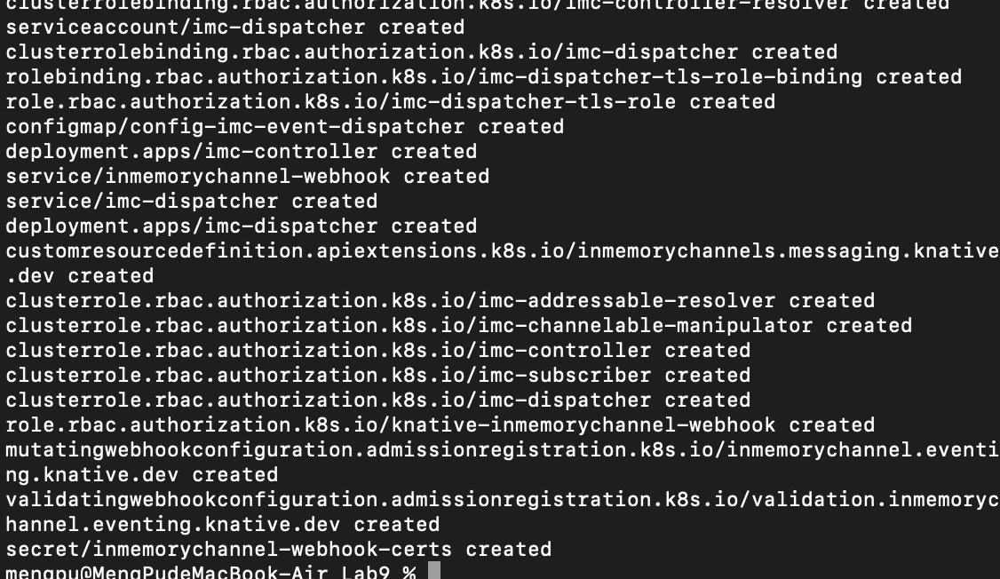 clusterrolebinding.rbac.authorization.k8s.io/imc-controller-resolver created
serviceaccount/imc-dispatcher created
clusterrolebinding.rbac.authorization.k8s.io/imc-dispatcher created
rolebinding.rbac.authorization.k8s.io/imc-dispatcher-tls-role-binding created
role.rbac.authorization.k8s.io/imc-dispatcher-tls-role created
configmap/config-imc-event-dispatcher created
deployment.apps/imc-controller created
service/inmemorychannel-webhook created
service/imc-dispatcher created
deployment.apps/imc-dispatcher created
customresourcedefinition.apiextensions.k8s.io/inmemorychannels.messaging.knative
.dev created
clusterrole.rbac.authorization.k8s.io/imc-addressable-resolver created
clusterrole.rbac.authorization.k8s.io/imc-channelable-manipulator created
clusterrole.rbac.authorization.k8s.io/imc-controller created
clusterrole.rbac.authorization.k8s.io/imc-subscriber created
clusterrole.rbac.authorization.k8s.io/imc-dispatcher created
role.rbac.authorization.k8s.io/knative-inmemorychannel-webhook created
mutatingwebhookconfiguration.admissionregistration.k8s.io/inmemorychannel.eventi
ng.knative.dev created
validatingwebhookconfiguration.admissionregistration.k8s.io/validation.inmemoryc
hannel.eventing.knative.dev created
secret/inmemorychannel-webhook-certs created
mengpu@MengPudeMacBook-Air Lab9 %